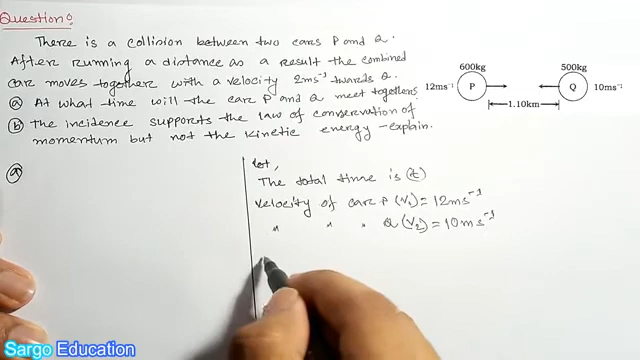 Question:
There is a collision between two cars P and Q.
After running a distance as a result the combined
car moves together with a velocity 2ms⁻¹ towards Q.
(a) At what time will the car P and Q meet together?
(b) The incidence supports the law of conservation of
momentum but not the kinetic energy - explain.
600kg 500kg
12ms⁻¹ P Q 10ms⁻¹
1.10km
(a)
let,
The total time is (t)
velocity of car P (v₁) = 12ms⁻¹
" " " Q (v₂) = 10ms⁻¹
Sargo Education